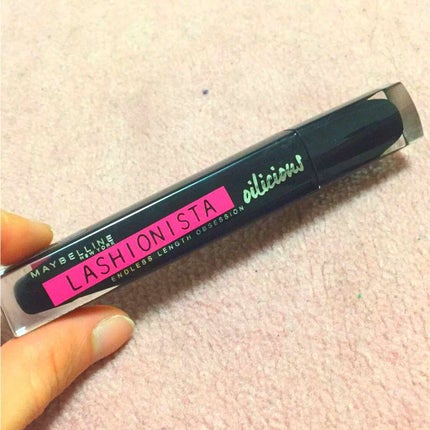 MAYBELLINE
NEW YORK
LASHIONISTA
oilicious
ENDLESS LENGTH OBSESSION